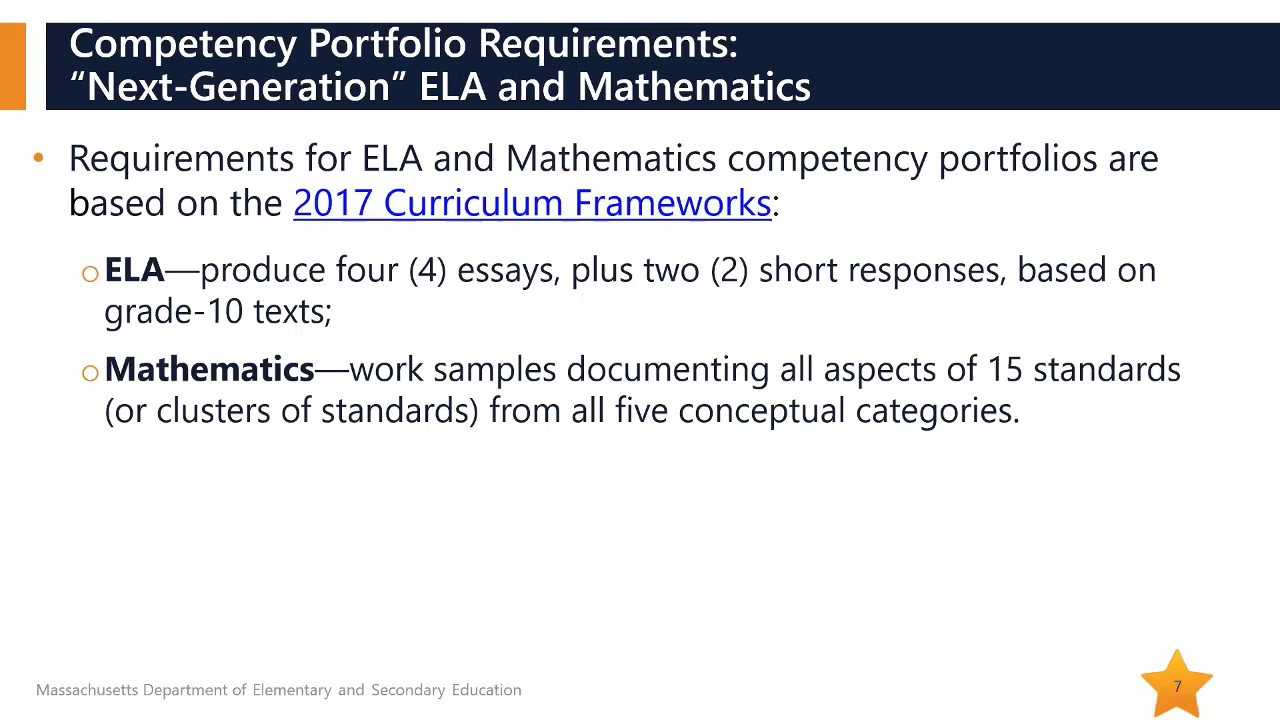 Competency Portfolio Requirements:
“Next-Generation” ELA and Mathematics
• Requirements for ELA and Mathematics competency portfolios are
based on the 2017 Curriculum Frameworks:
o ELA—produce four (4) essays, plus two (2) short responses, based on
grade-10 texts;
o Mathematics—work samples documenting all aspects of 15 standards
(or clusters of standards) from all five conceptual categories.
Massachusetts Department of Elementary and Secondary Education
7